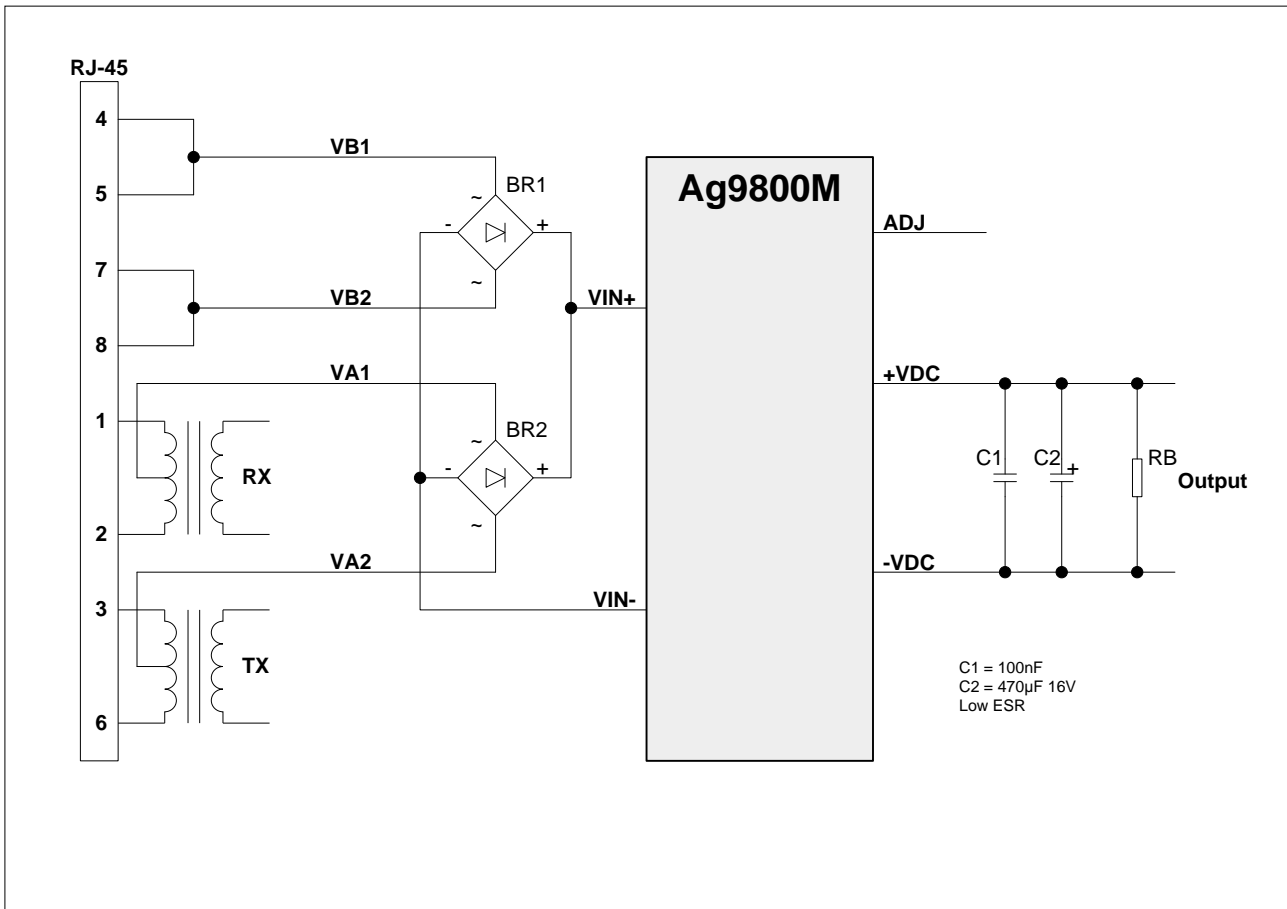 RJ-45
4
5
7
8
1
2
3
6
VB1
VB2
VA1
VA2
RX
TX
BR1
~
-
+
~
BR2
~
-
+
~
VIN+
VIN-
Ag9800M
ADJ
+VDC
-VDC
C1
C2
+
RB
Output
C1 = 100nF
C2 = 470µF 16V
Low ESR